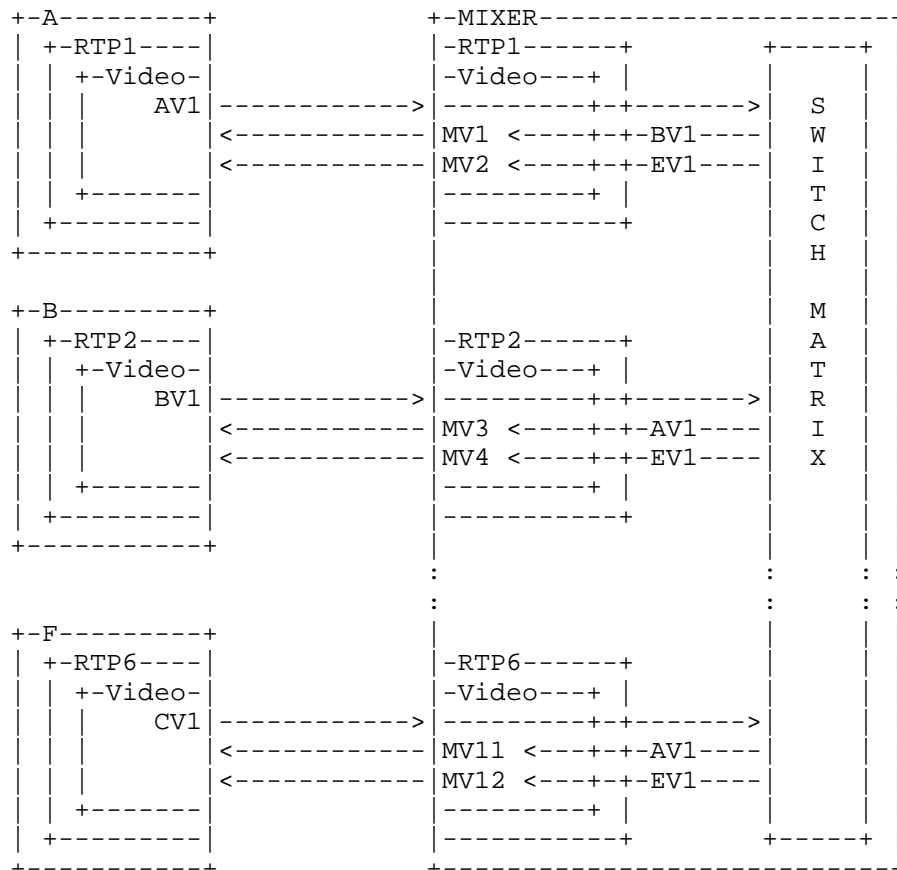 +-A---------+ +-MIXER------------------------
| +-RTP1----| |-RTP1------+ +-----+ |
| | +-Video-| |-Video---+ | | | |
| | | AV1|------------>|---------+-+------->| S | |
| | | |<------------|MV1 <----+-+-BV1----| W | |
| | | |<------------|MV2 <----+-+-EV1----| I | |
| | +-------| |---------+ | | T | |
| +---------| |-----------+ | C | |
+-----------+ | | H | |
| | | |
+-B---------+ | | M | |
| +-RTP2----| |-RTP2------+ | A | |
| | +-Video-| |-Video---+ | | T | |
| | | BV1|------------>|---------+-+------->| R | |
| | | |<------------|MV3 <----+-+-AV1----| I | |
| | | |<------------|MV4 <----+-+-EV1----| X | |
| | +-------| |---------+ | | | |
| +---------| |-----------+ | | |
+-----------+ | | | |
: : : :
: : : :
+-F---------+ | | | |
| +-RTP6----| |-RTP6------+ | | |
| | +-Video-| |-Video---+ | | | |
| | | CV1|------------>|---------+-+------->| | |
| | | |<------------|MV11 <---+-+-AV1----| | |
| | | |<------------|MV12 <---+-+-EV1----| | |
| | +-------| |---------+ | | | |
| +---------| |-----------+ +-----+ |
+-----------+ +------------------------------